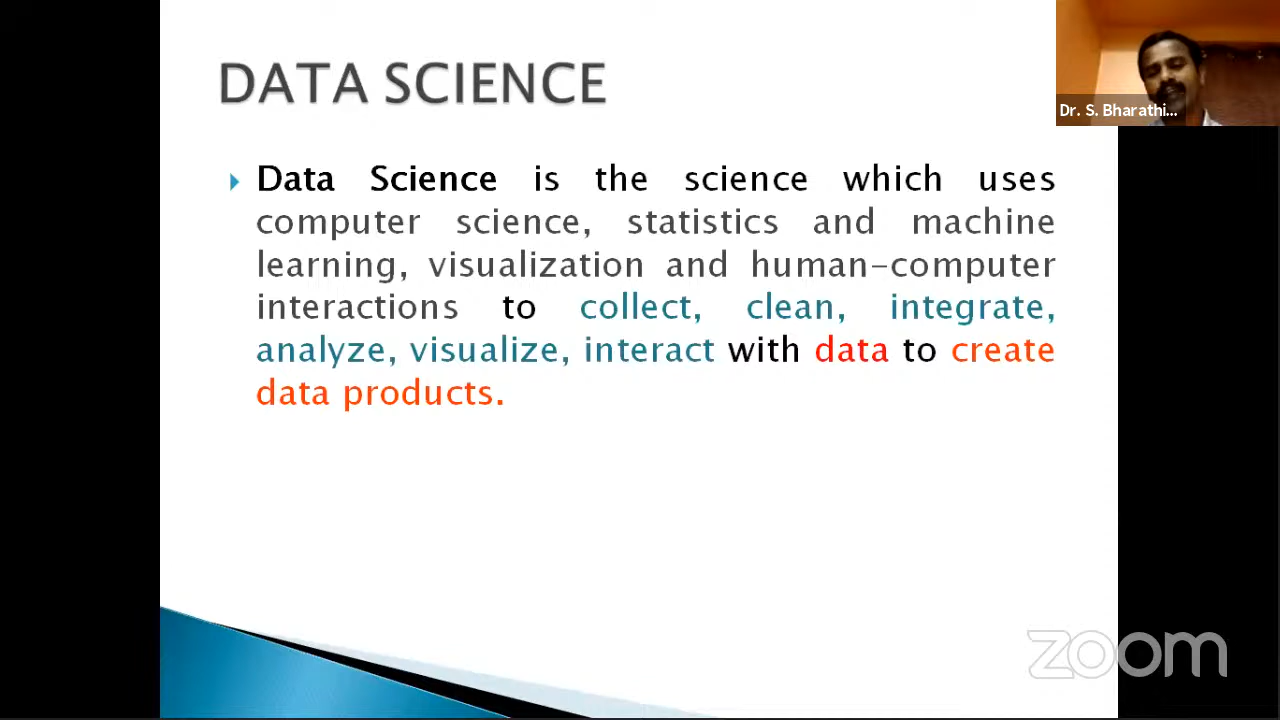 DATA SCIENCE
Dr. S. Bharathi...
Data Science is the science which uses
computer science, statistics and machine
learning, visualization and human-computer
interactions to collect, clean, integrate,
analyze, visualize, interact with data to create
data products.
zoom